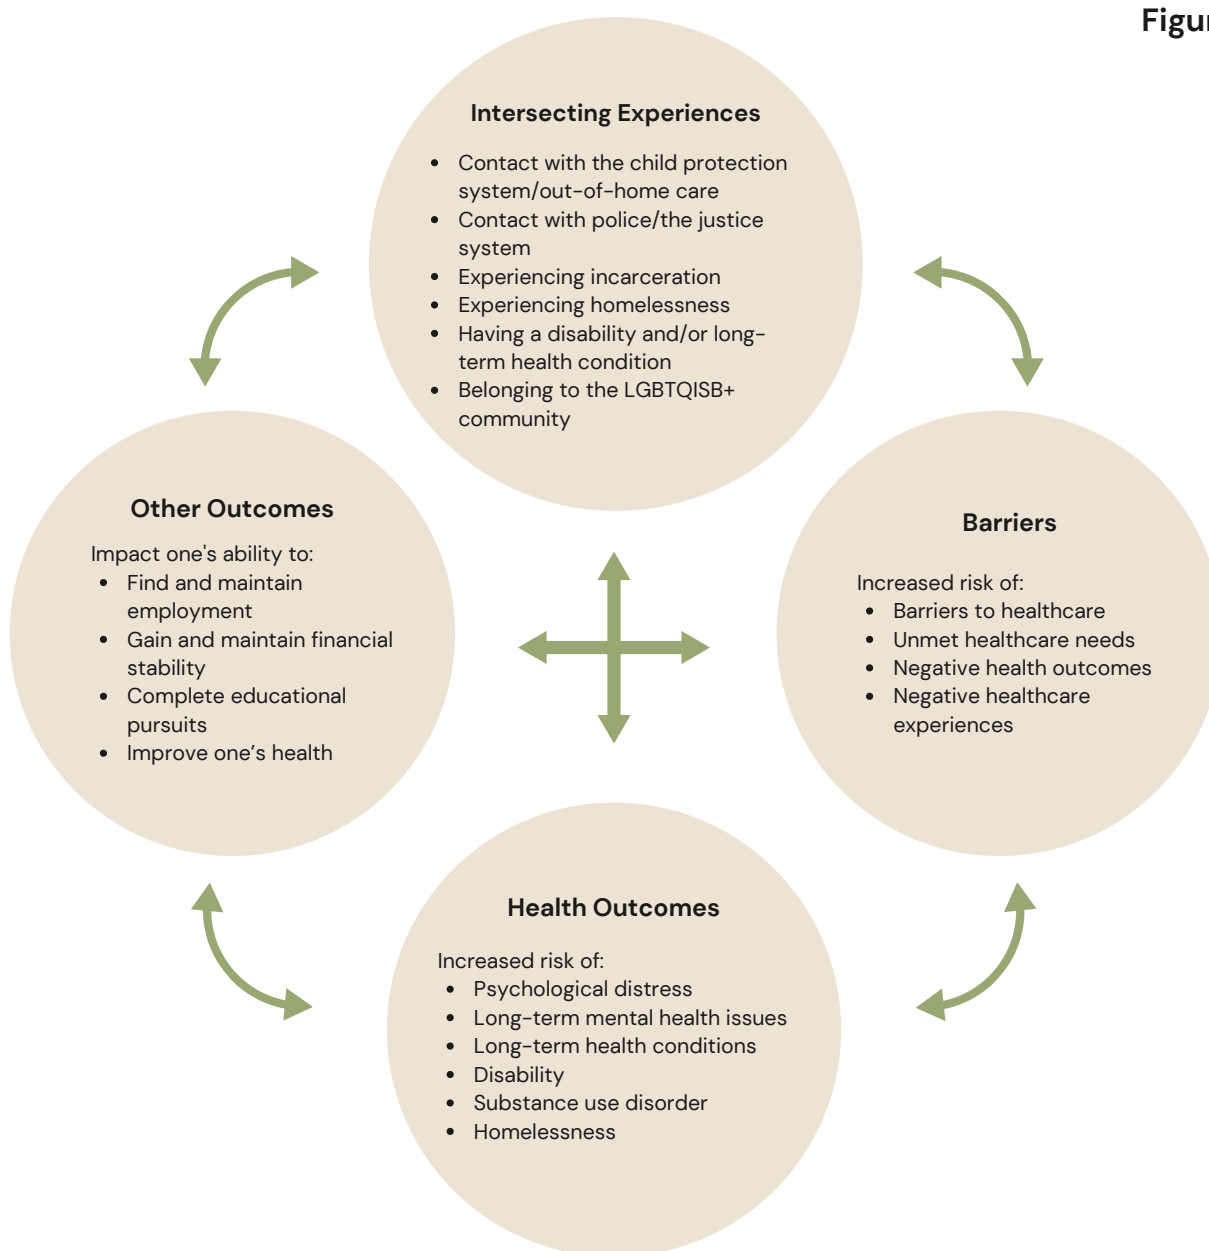 Figu
Intersecting Experiences
• Contact with the child protection
system/out-of-home care
• Contact with police/the justice
system
• Experiencing incarceration
• Experiencing homelessness
• Having a disability and/or long-
term health condition
• Belonging to the LGBTQISB+
community
Other Outcomes
Impact one's ability to:
• Find and maintain
employment
• Gain and maintain financial
stability
• Complete educational
pursuits
• Improve one’s health
Barriers
Increased risk of:
• Barriers to healthcare
• Unmet healthcare needs
• Negative health outcomes
• Negative healthcare
experiences
Health Outcomes
Increased risk of:
• Psychological distress
• Long-term mental health issues
• Long-term health conditions
• Disability
• Substance use disorder
• Homelessness